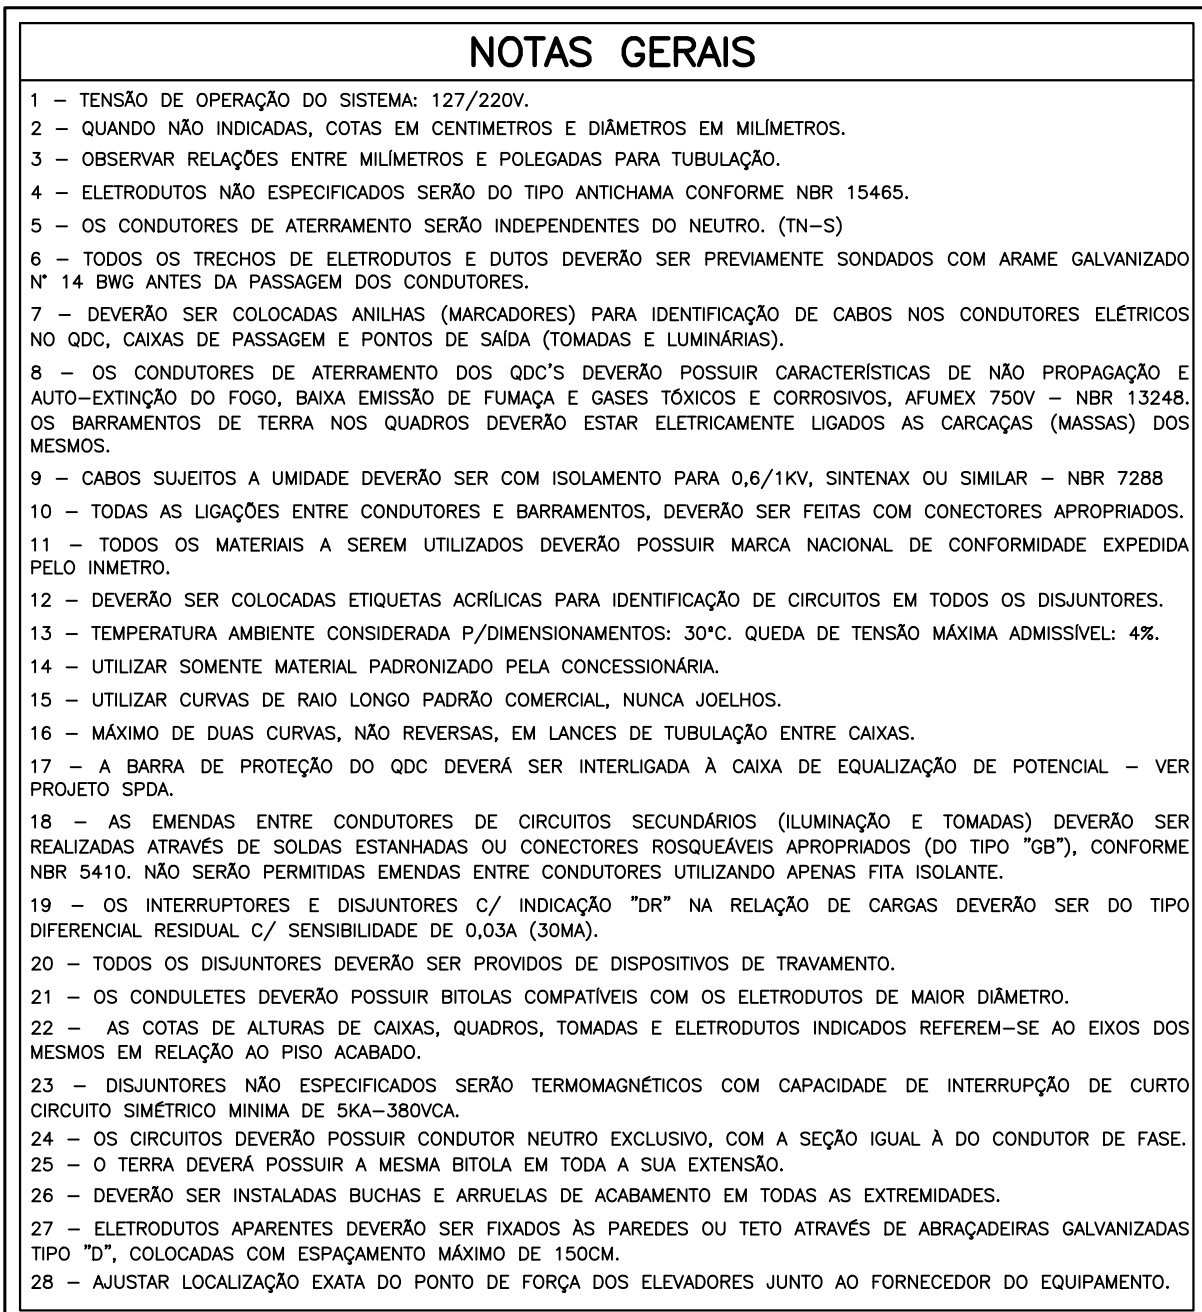 NOTAS GERAIS
1 – TENSÃO DE OPERAÇÃO DO SISTEMA: 127/220V.
2 – QUANDO NÃO INDICADAS, COTAS EM CENTIMETROS E DIÂMETROS EM MILÍMETROS.
3 – OBSERVAR RELAÇÕES ENTRE MILÍMETROS E POLEGADAS PARA TUBULAÇÃO.
4 – ELETRODUTOS NÃO ESPECIFICADOS SERÃO DO TIPO ANTICHAMA CONFORME NBR 15465.
5 – OS CONDUTORES DE ATERRAMENTO SERÃO INDEPENDENTES DO NEUTRO. (TN–S)
6 – TODOS OS TRECHOS DE ELETRODUTOS E DUTOS DEVERÃO SER PREVIAMENTE SONDADOS COM ARAME GALVANIZADO
N° 14 BWG ANTES DA PASSAGEM DOS CONDUTORES.
7 – DEVERÃO SER COLOCADAS ANILHAS (MARCADORES) PARA IDENTIFICAÇÃO DE CABOS NOS CONDUTORES ELÉTRICOS
NO QDC, CAIXAS DE PASSAGEM E PONTOS DE SAÍDA (TOMADAS E LUMINÁRIAS).
8 – OS CONDUTORES DE ATERRAMENTO DOS QDC'S DEVERÃO POSSUIR CARACTERÍSTICAS DE NÃO PROPAGAÇÃO E
AUTO–EXTINÇÃO DO FOGO, BAIXA EMISSÃO DE FUMAÇA E GASES TÓXICOS E CORROSIVOS, AFUMEX 750V – NBR 13248.
OS BARRAMENTOS DE TERRA NOS QUADROS DEVERÃO ESTAR ELETRICAMENTE LIGADOS AS CARCAÇAS (MASSAS) DOS
MESMOS.
9 – CABOS SUJEITOS A UMIDADE DEVERÃO SER COM ISOLAMENTO PARA 0,6/1KV, SINTENAX OU SIMILAR – NBR 7288
10 – TODAS AS LIGAÇÕES ENTRE CONDUTORES E BARRAMENTOS, DEVERÃO SER FEITAS COM CONECTORES APROPRIADOS.
11 – TODOS OS MATERIAIS A SEREM UTILIZADOS DEVERÃO POSSUIR MARCA NACIONAL DE CONFORMIDADE EXPEDIDA
PELO INMETRO.
12 – DEVERÃO SER COLOCADAS ETIQUETAS ACRÍLICAS PARA IDENTIFICAÇÃO DE CIRCUITOS EM TODOS OS DISJUNTORES.
13 – TEMPERATURA AMBIENTE CONSIDERADA P/DIMENSIONAMENTOS: 30°C. QUEDA DE TENSÃO MÁXIMA ADMISSÍVEL: 4%.
14 – UTILIZAR SOMENTE MATERIAL PADRONIZADO PELA CONCESSIONÁRIA.
15 – UTILIZAR CURVAS DE RAIO LONGO PADRÃO COMERCIAL, NUNCA JOELHOS.
16 – MÁXIMO DE DUAS CURVAS, NÃO REVERSAS, EM LANCES DE TUBULAÇÃO ENTRE CAIXAS.
17 – A BARRA DE PROTEÇÃO DO QDC DEVERÁ SER INTERLIGADA À CAIXA DE EQUALIZAÇÃO DE POTENCIAL – VER
PROJETO SPDA.
18 – AS EMENDAS ENTRE CONDUTORES DE CIRCUITOS SECUNDÁRIOS (ILUMINAÇÃO E TOMADAS) DEVERÃO SER
REALIZADAS ATRAVÉS DE SOLDAS ESTANHADAS OU CONECTORES ROSQUEÁVEIS APROPRIADOS (DO TIPO "GB"), CONFORME
NBR 5410. NÃO SERÃO PERMITIDAS EMENDAS ENTRE CONDUTORES UTILIZANDO APENAS FITA ISOLANTE.
19 – OS INTERRUPTORES E DISJUNTORES C/ INDICAÇÃO "DR" NA RELAÇÃO DE CARGAS DEVERÃO SER DO TIPO
DIFERENCIAL RESIDUAL C/ SENSIBILIDADE DE 0,03A (30MA).
20 – TODOS OS DISJUNTORES DEVERÃO SER PROVIDOS DE DISPOSITIVOS DE TRAVAMENTO.
21 – OS CONDULETES DEVERÃO POSSUIR BITOLAS COMPATÍVEIS COM OS ELETRODUTOS DE MAIOR DIÂMETRO.
22 – AS COTAS DE ALTURAS DE CAIXAS, QUADROS, TOMADAS E ELETRODUTOS INDICADOS REFEREM–SE AO EIXOS DOS
MESMOS EM RELAÇÃO AO PISO ACABADO.
23 – DISJUNTORES NÃO ESPECIFICADOS SERÃO TERMOMAGNÉTICOS COM CAPACIDADE DE INTERRUPÇÃO DE CURTO
CIRCUITO SIMÉTRICO MINIMA DE 5KA–380VCA.
24 – OS CIRCUITOS DEVERÃO POSSUIR CONDUTOR NEUTRO EXCLUSIVO, COM A SEÇÃO IGUAL À DO CONDUTOR DE FASE.
25 – O TERRA DEVERÁ POSSUIR A MESMA BITOLA EM TODA A SUA EXTENSÃO.
26 – DEVERÃO SER INSTALADAS BUCHAS E ARRUELAS DE ACABAMENTO EM TODAS AS EXTREMIDADES.
27 – ELETRODUTOS APARENTES DEVERÃO SER FIXADOS ÀS PAREDES OU TETO ATRAVÉS DE ABRAÇADEIRAS GALVANIZADAS
TIPO "D", COLOCADAS COM ESPAÇAMENTO MÁXIMO DE 150CM.
28 – AJUSTAR LOCALIZAÇÃO EXATA DO PONTO DE FORÇA DOS ELEVADORES JUNTO AO FORNECEDOR DO EQUIPAMENTO.